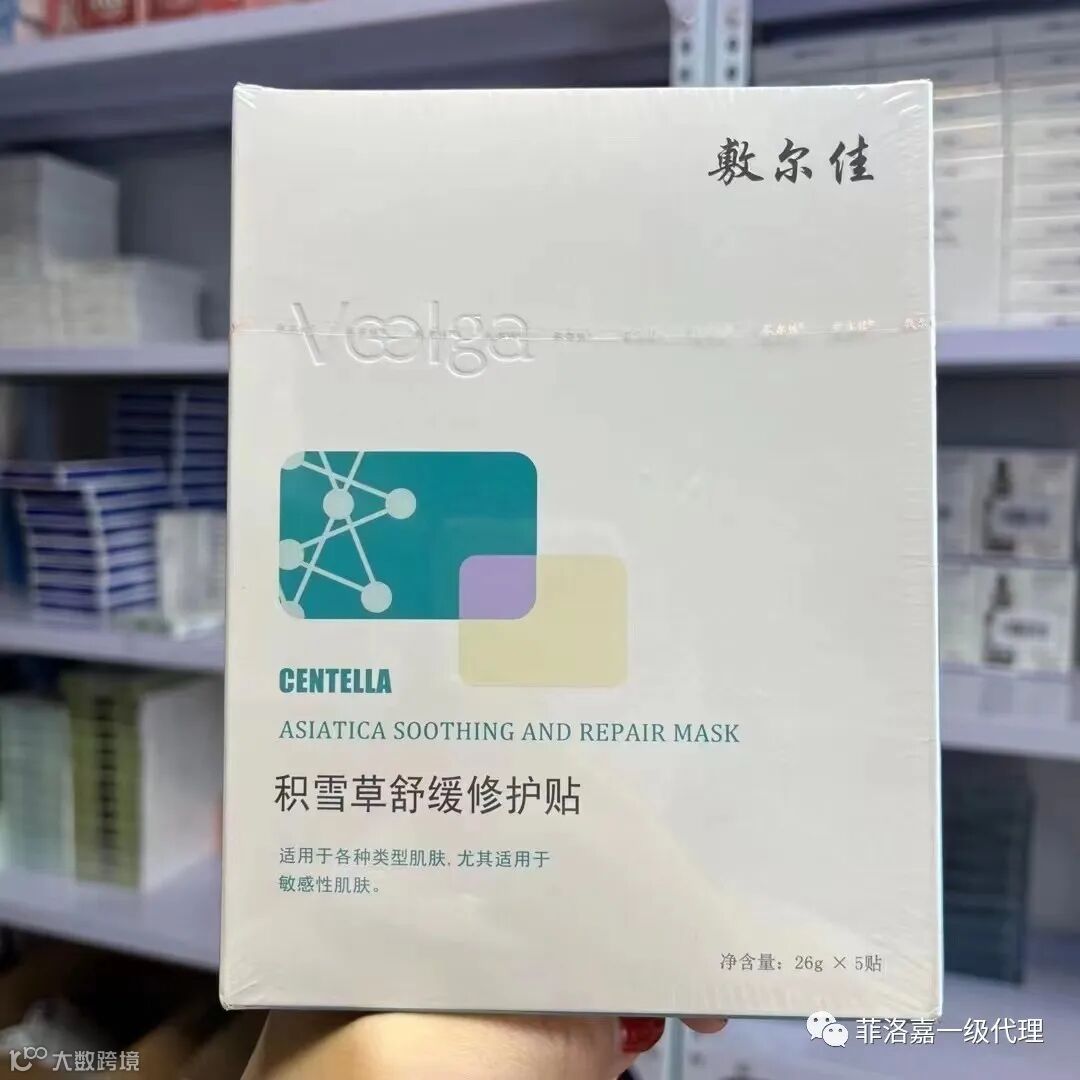 敷尔佳
Voolga
CENTELLA
ASIATICA SOOTHING AND REPAIR MASK
积雪草舒缓修护贴
适用于各种类型肌肤,尤其适用于
敏感性肌肤。
净含量：26g × 5贴
菲洛嘉一级代理
大数跨境